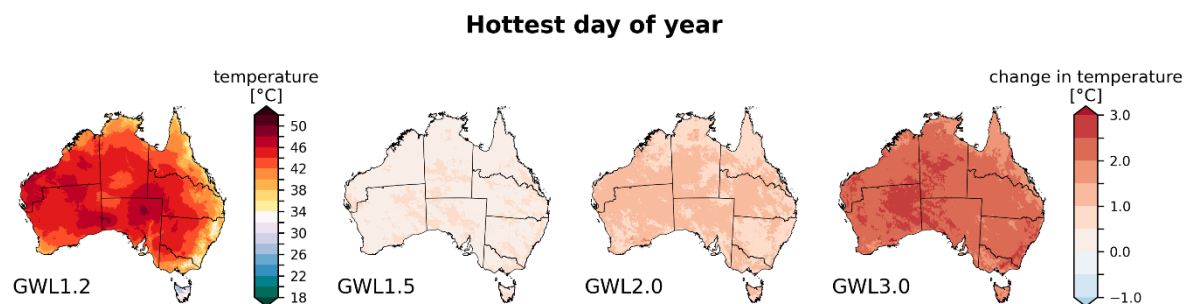 Hottest day of year
temperature
[°C]
50
46
42
38
34
30
26
22
18
GWL1.2
GWL1.5
GWL2.0
GWL3.0
change in temperature
[°C]
3.0
2.0
1.0
0.0
−1.0